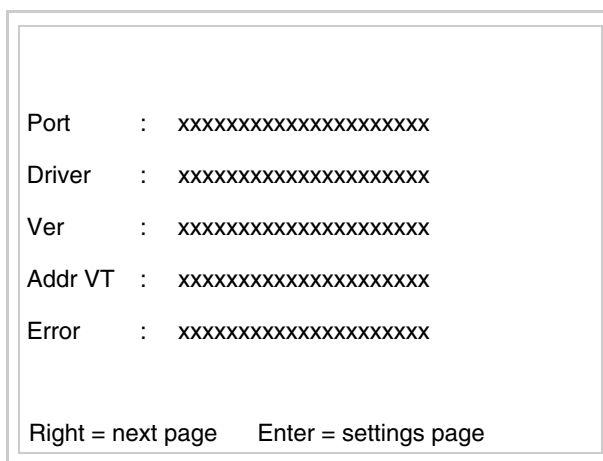 Port : xxxxxxxxxxxxxxxxxxxxx
Driver : xxxxxxxxxxxxxxxxxxxxx
Ver : xxxxxxxxxxxxxxxxxxxxx
Addr VT : xxxxxxxxxxxxxxxxxxxxx
Error : xxxxxxxxxxxxxxxxxxxxx
Right = next page Enter = settings page